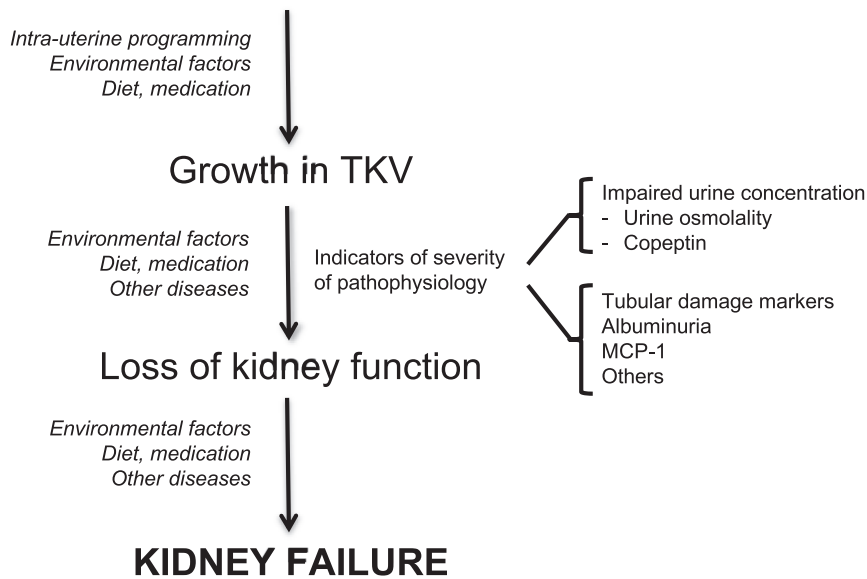 Intra-uterine programming
Environmental factors
Diet, medication
Growth in TKV
Environmental factors
Diet, medication
Other diseases
Indicators of severity
of pathophysiology
Impaired urine concentration
- Urine osmolality
- Copeptin
Tubular damage markers
Albuminuria
MCP-1
Others
Loss of kidney function
Environmental factors
Diet, medication
Other diseases
KIDNEY FAILURE